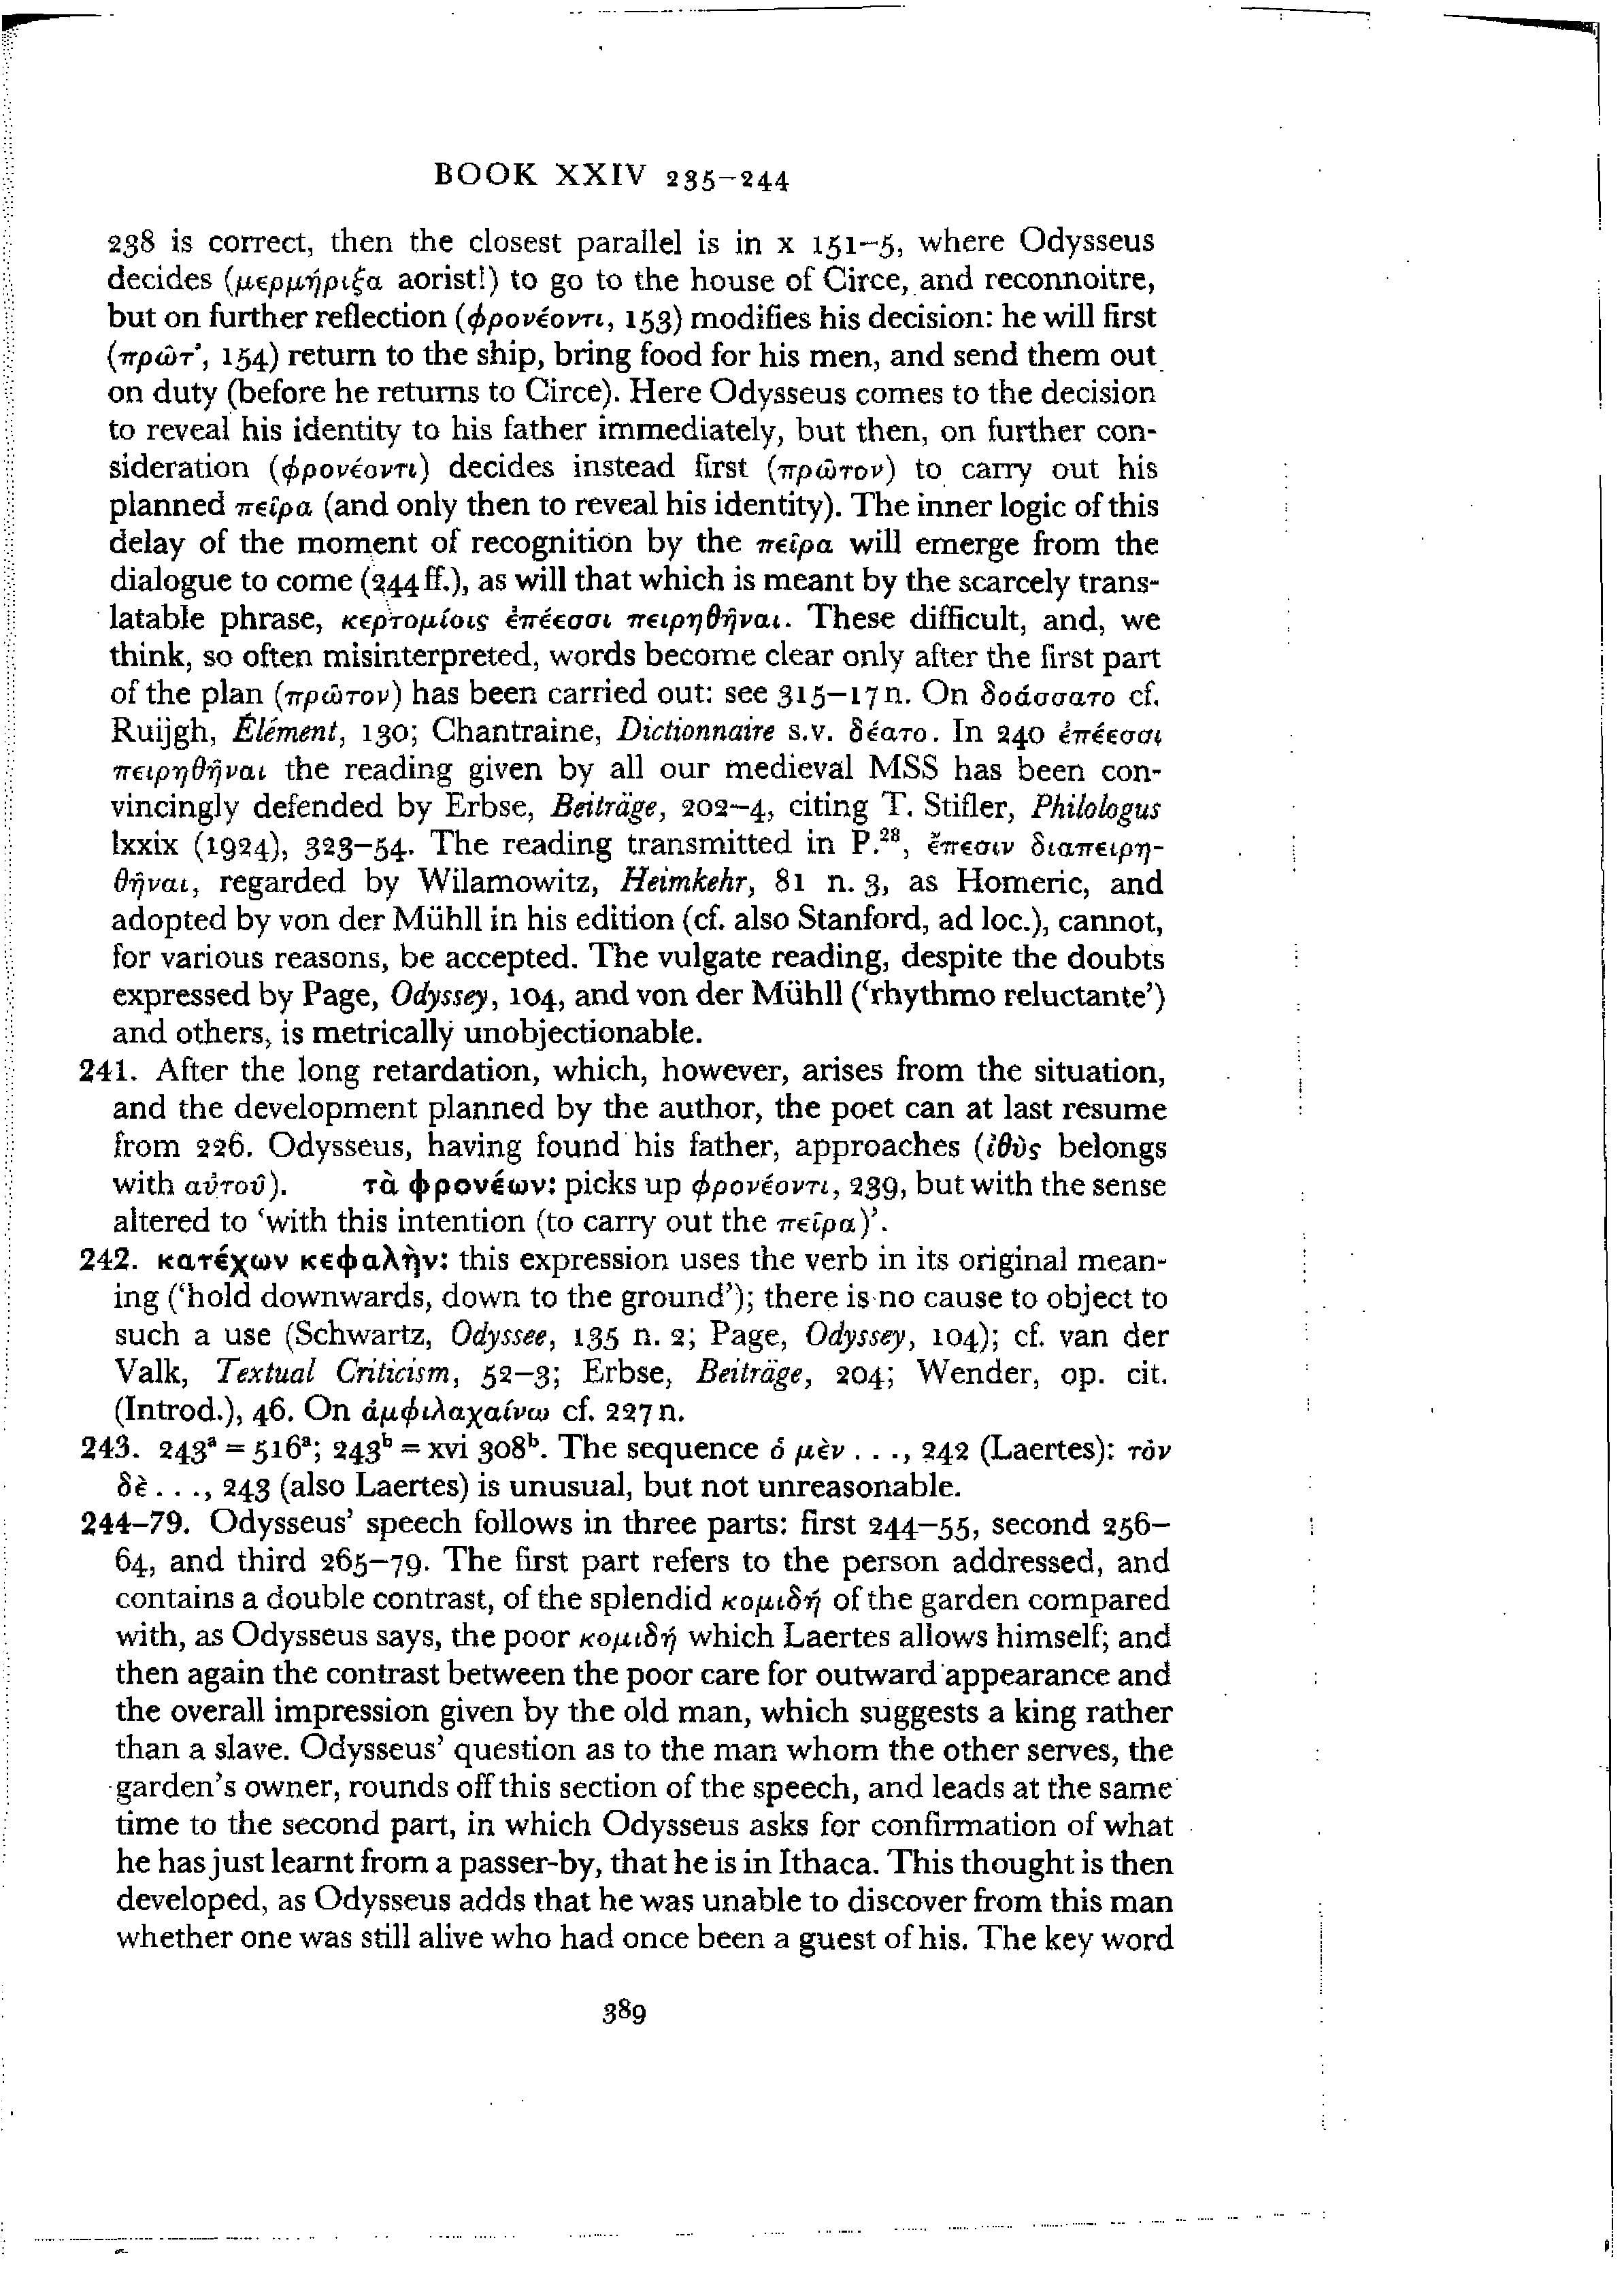 BOOK XXIV 235–244
238 is correct, then the closest parallel is in x 151–5, where Odysseus
decides (μερμήριξα aorist!) to go to the house of Circe, and reconnoitre,
but on further reflection (φρονέοντι, 153) modifies his decision: he will first
(πρῶτ’, 154) return to the ship, bring food for his men, and send them out
on duty (before he returns to Circe). Here Odysseus comes to the decision
to reveal his identity to his father immediately, but then, on further con-
sideration (φρονέοντι) decides instead first (πρῶτον) to carry out his
planned πεῖρα (and only then to reveal his identity). The inner logic of this
delay of the moment of recognition by the πεῖρα will emerge from the
dialogue to come (244 ff.), as will that which is meant by the scarcely trans-
latable phrase, κερτομίοις ἐπέεσσι πειρηθῆναι. These difficult, and, we
think, so often misinterpreted, words become clear only after the first part
of the plan (πρῶτον) has been carried out: see 315–17 n. On δοάσσατο cf.
Ruijgh, Élément, 130; Chantraine, Dictionnaire s.v. δέατο. In 240 ἐπέεσσι
πειρηθῆναι the reading given by all our medieval MSS has been con-
vincingly defended by Erbse, Beiträge, 202–4, citing T. Stifler, Philologus
lxxix (1924), 323–54. The reading transmitted in P.²⁸, ἔπεσιν διαπειρη-
θῆναι, regarded by Wilamowitz, Heimkehr, 81 n. 3, as Homeric, and
adopted by von der Mühll in his edition (cf. also Stanford, ad loc.), cannot,
for various reasons, be accepted. The vulgate reading, despite the doubts
expressed by Page, Odyssey, 104, and von der Mühll (‘rhythmo reluctante’)
and others, is metrically unobjectionable.
241. After the long retardation, which, however, arises from the situation,
and the development planned by the author, the poet can at last resume
from 226. Odysseus, having found his father, approaches (ἰθὺς belongs
with αὐτοῦ). τὰ φρονέων: picks up φρονέοντι, 239, but with the sense
altered to ‘with this intention (to carry out the πεῖρα)’.
242. κατέχων κεφαλὴν: this expression uses the verb in its original mean-
ing (‘hold downwards, down to the ground’); there is no cause to object to
such a use (Schwartz, Odyssee, 135 n. 2; Page, Odyssey, 104); cf. van der
Valk, Textual Criticism, 52–3; Erbse, Beiträge, 204; Wender, op. cit.
(Introd.), 46. On ἀμφιλαχαίνω cf. 227 n.
243. 243ᵃ = 516ᵃ; 243ᵇ = xvi 308ᵇ. The sequence ὁ μὲν . . ., 242 (Laertes): τὸν
δὲ . . ., 243 (also Laertes) is unusual, but not unreasonable.
244–79. Odysseus’ speech follows in three parts: first 244–55, second 256–
64, and third 265–79. The first part refers to the person addressed, and
contains a double contrast, of the splendid κομιδή of the garden compared
with, as Odysseus says, the poor κομιδή which Laertes allows himself; and
then again the contrast between the poor care for outward appearance and
the overall impression given by the old man, which suggests a king rather
than a slave. Odysseus’ question as to the man whom the other serves, the
garden’s owner, rounds off this section of the speech, and leads at the same
time to the second part, in which Odysseus asks for confirmation of what
he has just learnt from a passer-by, that he is in Ithaca. This thought is then
developed, as Odysseus adds that he was unable to discover from this man
whether one was still alive who had once been a guest of his. The key word
389